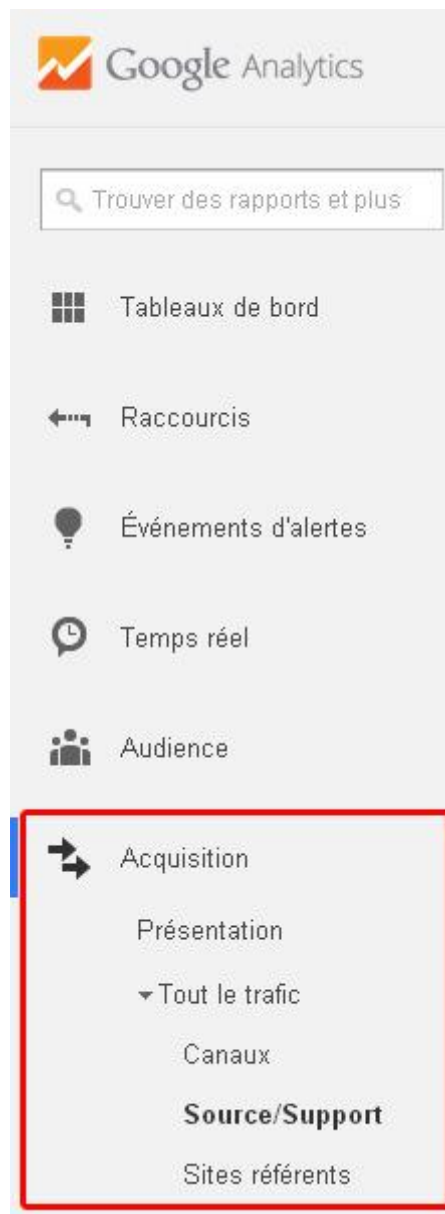 Google Analytics
Trouver des rapports et plus
Tableaux de bord
Raccourcis
Événements d'alertes
Temps réel
Audience
Acquisition
Présentation
Tout le trafic
Canaux
Source/Support
Sites référents